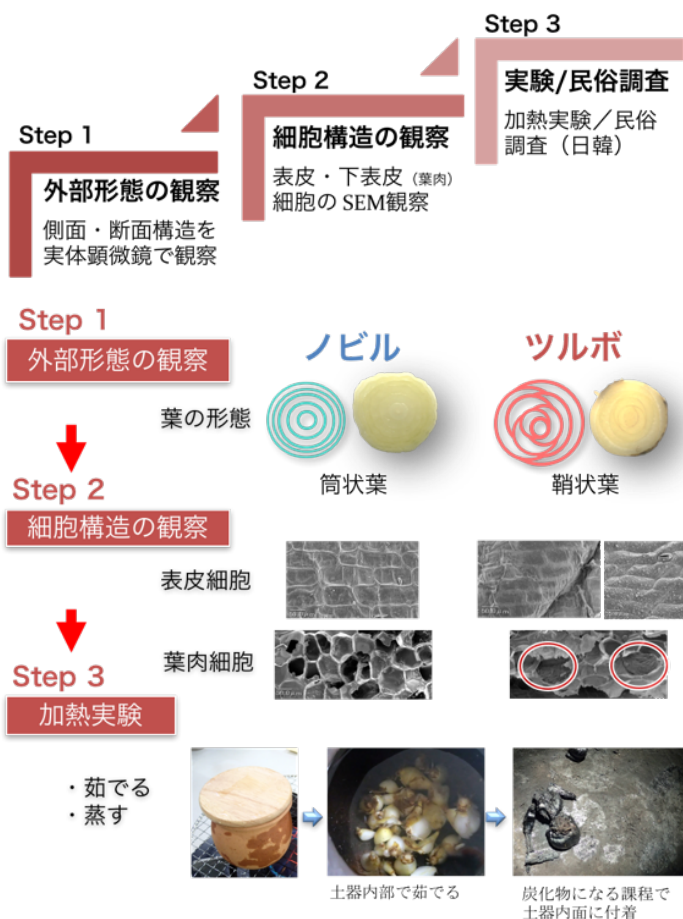 Step 1
外部形態の観察
側面・断面構造を
実体顕微鏡で観察
Step 2
細胞構造の観察
表皮・下表皮（葉肉）
細胞の SEM観察
Step 3
実験/民俗調査
加熱実験／民俗
調査（日韓）
Step 1
外部形態の観察
ノビル
ツルボ
葉の形態
筒状葉
鞘状葉
Step 2
細胞構造の観察
表皮細胞
葉肉細胞
Step 3
加熱実験
・茹でる
・蒸す
土器内部で茹でる
炭化物になる課程で
土器内面に付着